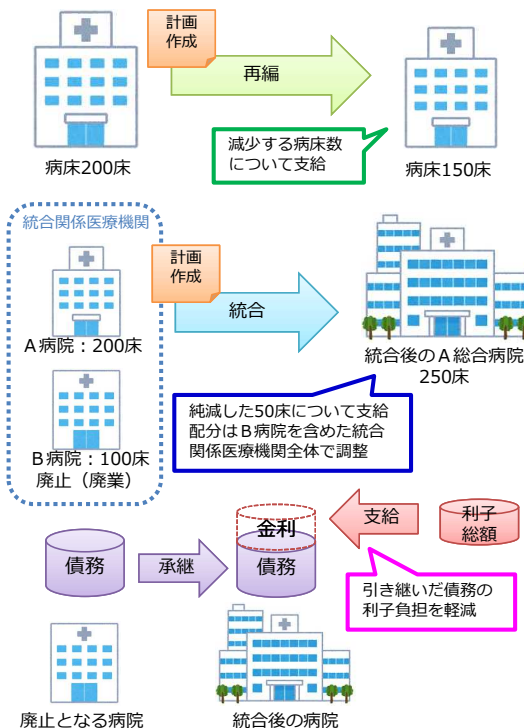 計画
作成
再編
減少する病床数
について支給
病床200床
病床150床
統合関係医療機関
計画
作成
A病院:200床
統合
統合後のA総合病院
250床
B病院:100床
廃止(廃業)
純減した50床について支給
配分はB病院を含めた統合
関係医療機関全体で調整
債務
承継
金利
債務
支給
利子
総額
引き継いだ債務の
利子負担を軽減
廃止となる病院
統合後の病院